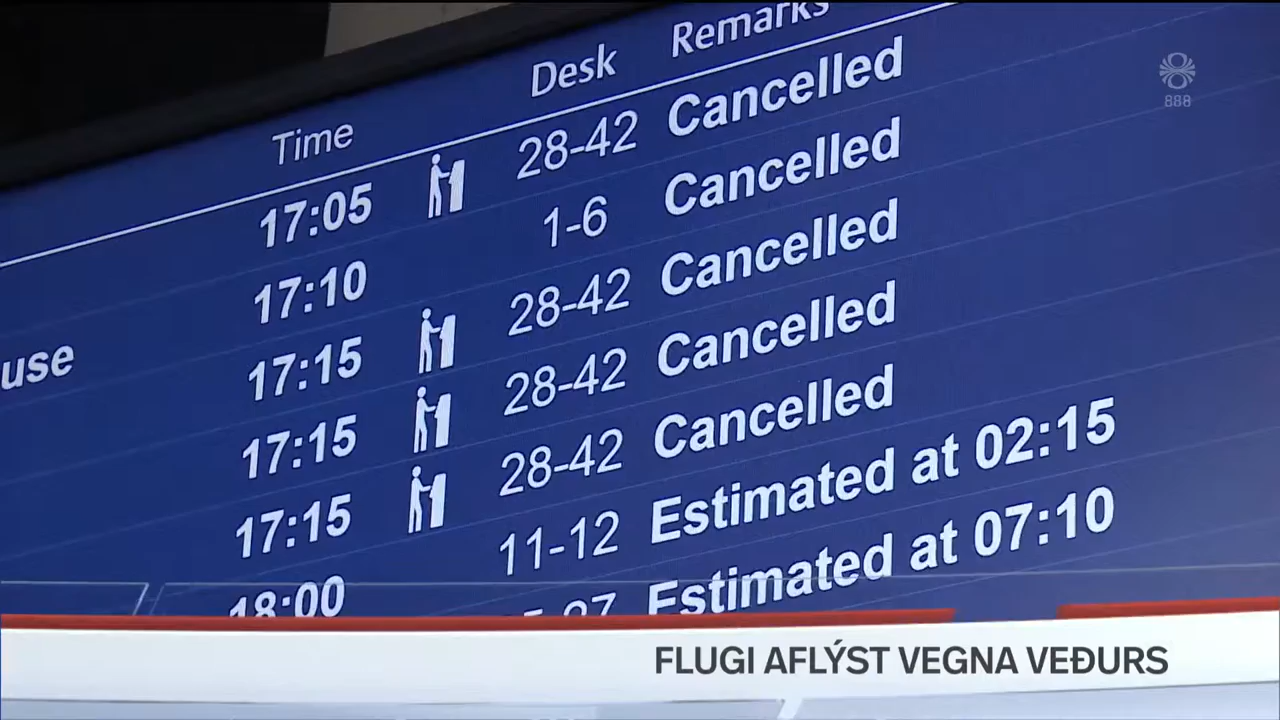 Time Desk Remarks
17:05 28-42 Cancelled
use 17:10 1-6 Cancelled
17:15 28-42 Cancelled
17:15 28-42 Cancelled
17:15 28-42 Cancelled
18:00 11-12 Estimated at 02:15
Estimated at 07:10
888
FLUGI AFLÝST VEGNA VEÐURS